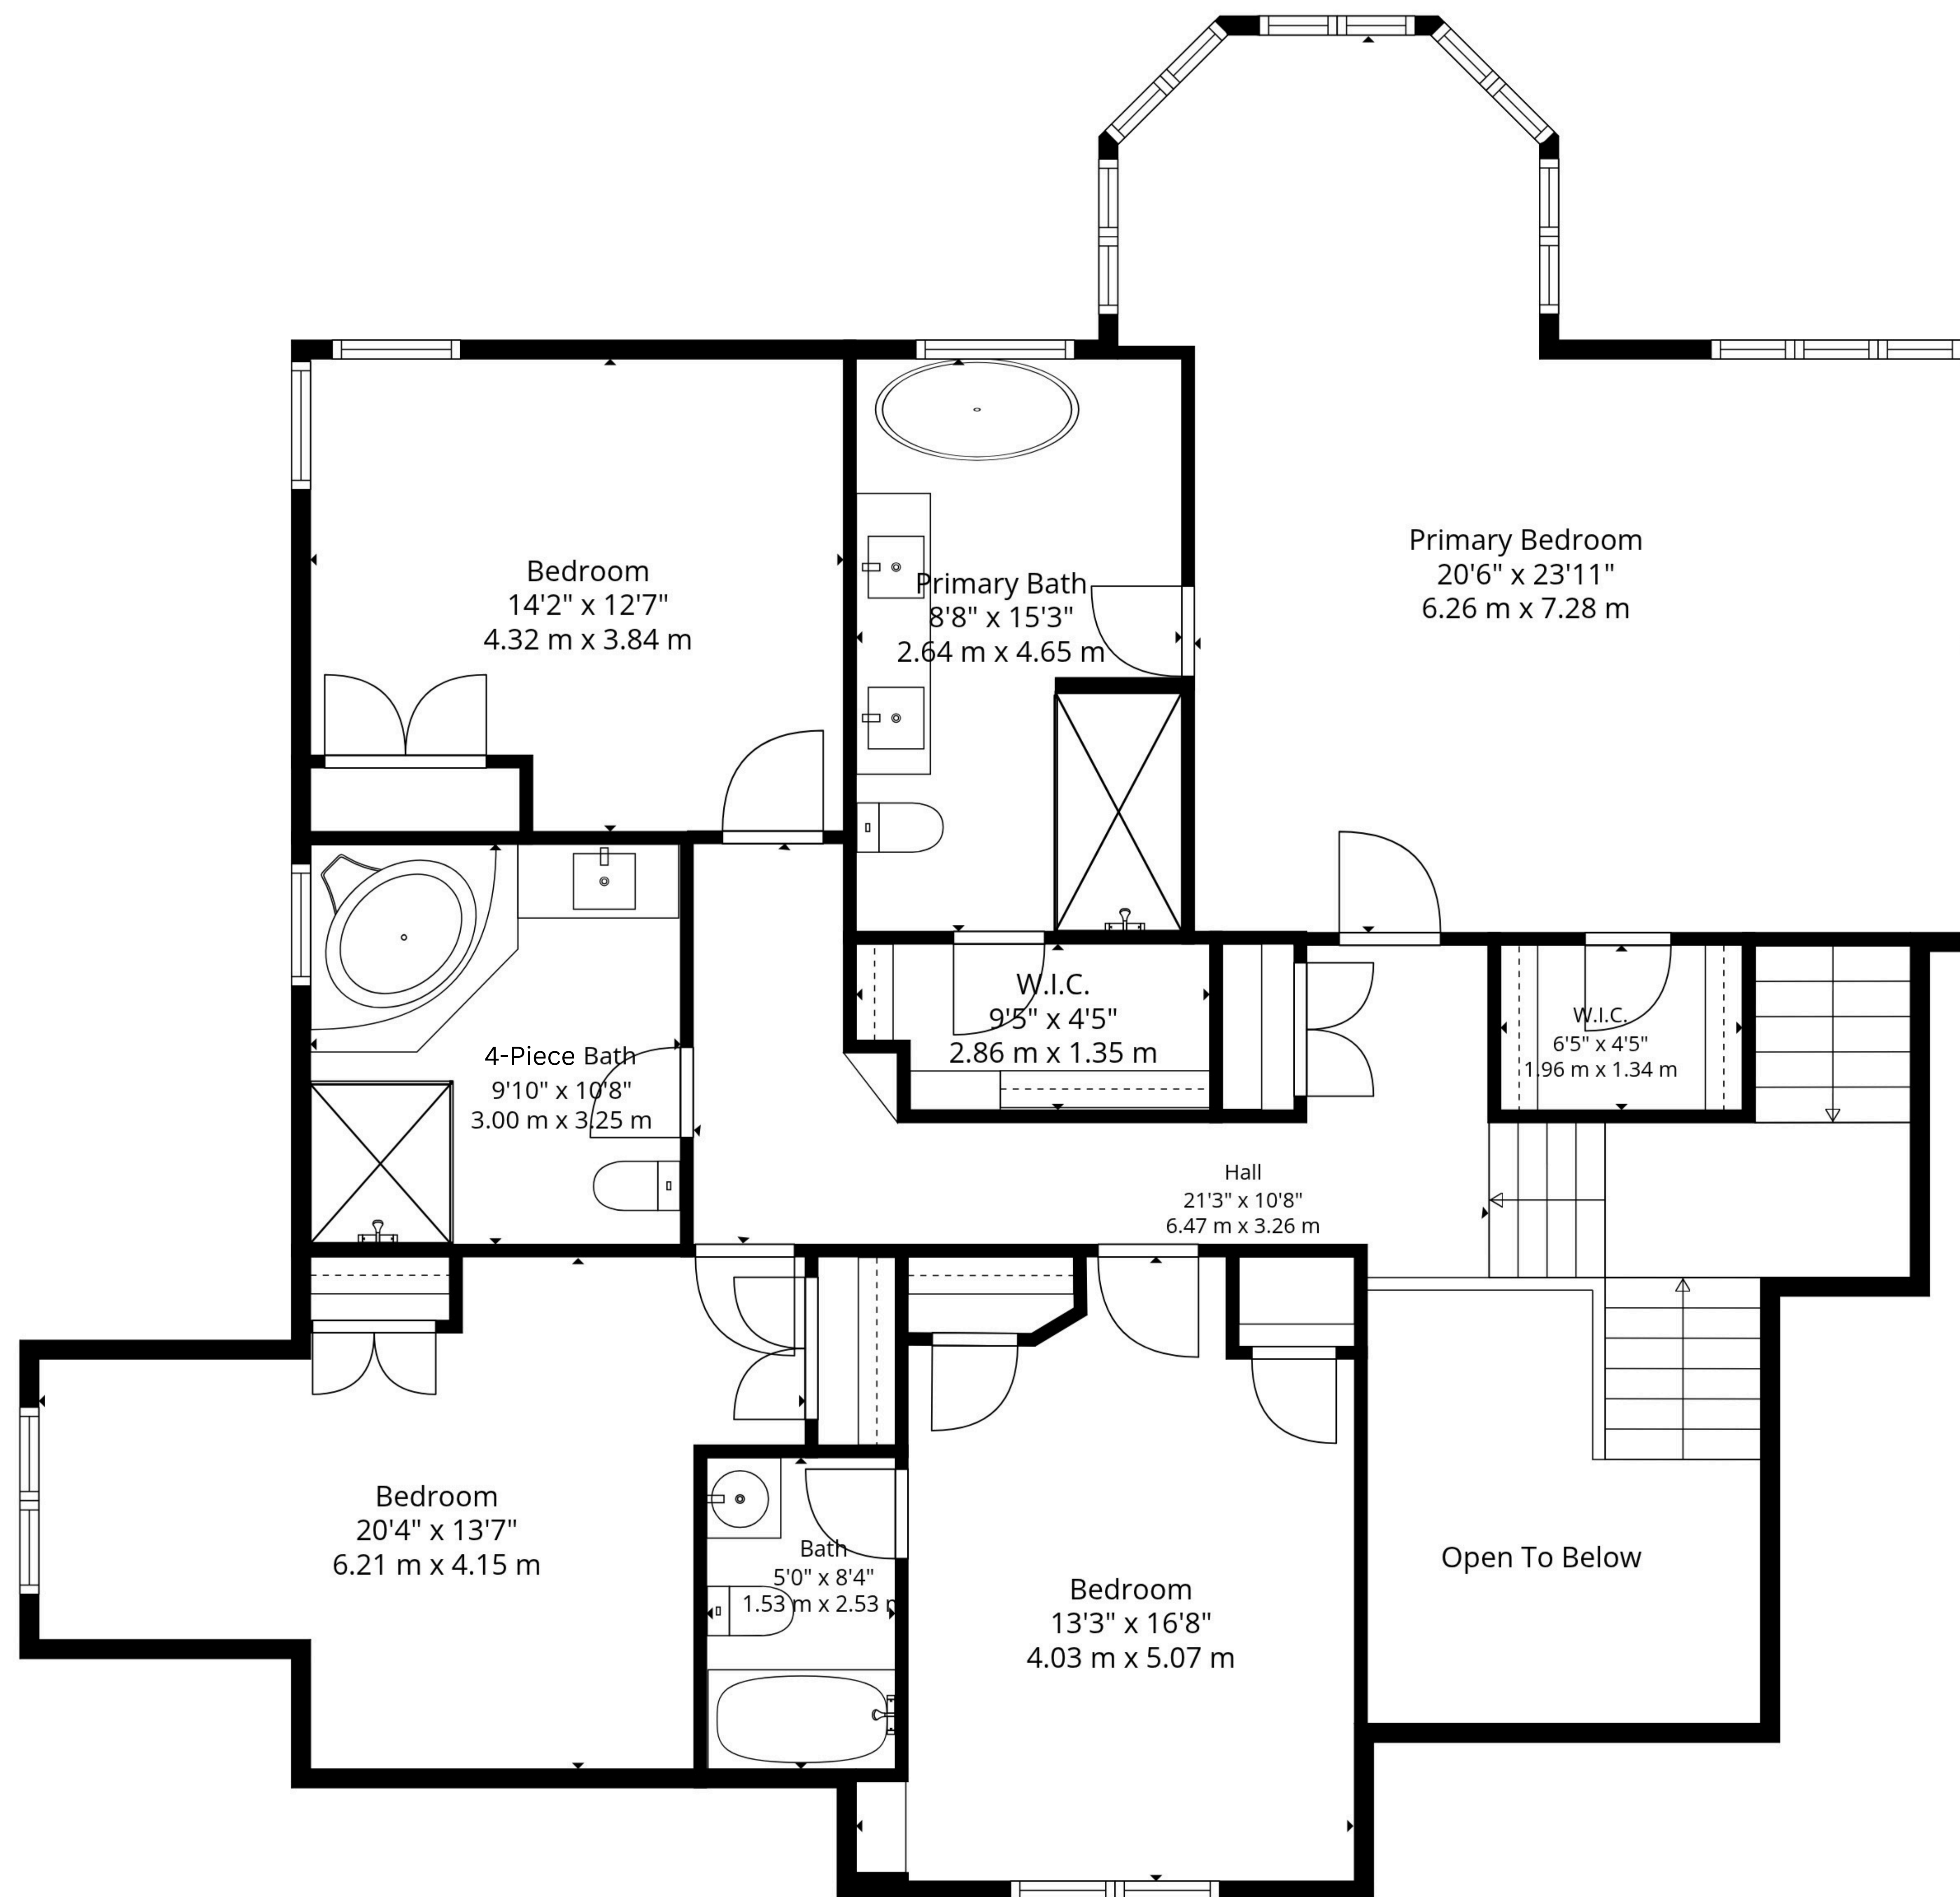 Primary Bedroom
20'6" x 23'11"
6.26 m x 7.28 m
Bedroom
14'2" x 12'7"
4.32 m x 3.84 m
Primary Bath
8'8" x 15'3"
2.64 m x 4.65 m
W.I.C.
9'5" x 4'5"
2.86 m x 1.35 m
W.I.C.
6'5" x 4'5"
1.96 m x 1.34 m
4-Piece Bath
9'10" x 10'8"
3.00 m x 3.25 m
Hall
21'3" x 10'8"
6.47 m x 3.26 m
Bedroom
20'4" x 13'7"
6.21 m x 4.15 m
Bath
5'0" x 8'4"
1.53 m x 2.53
Bedroom
13'3" x 16'8"
4.03 m x 5.07 m
Open To Below